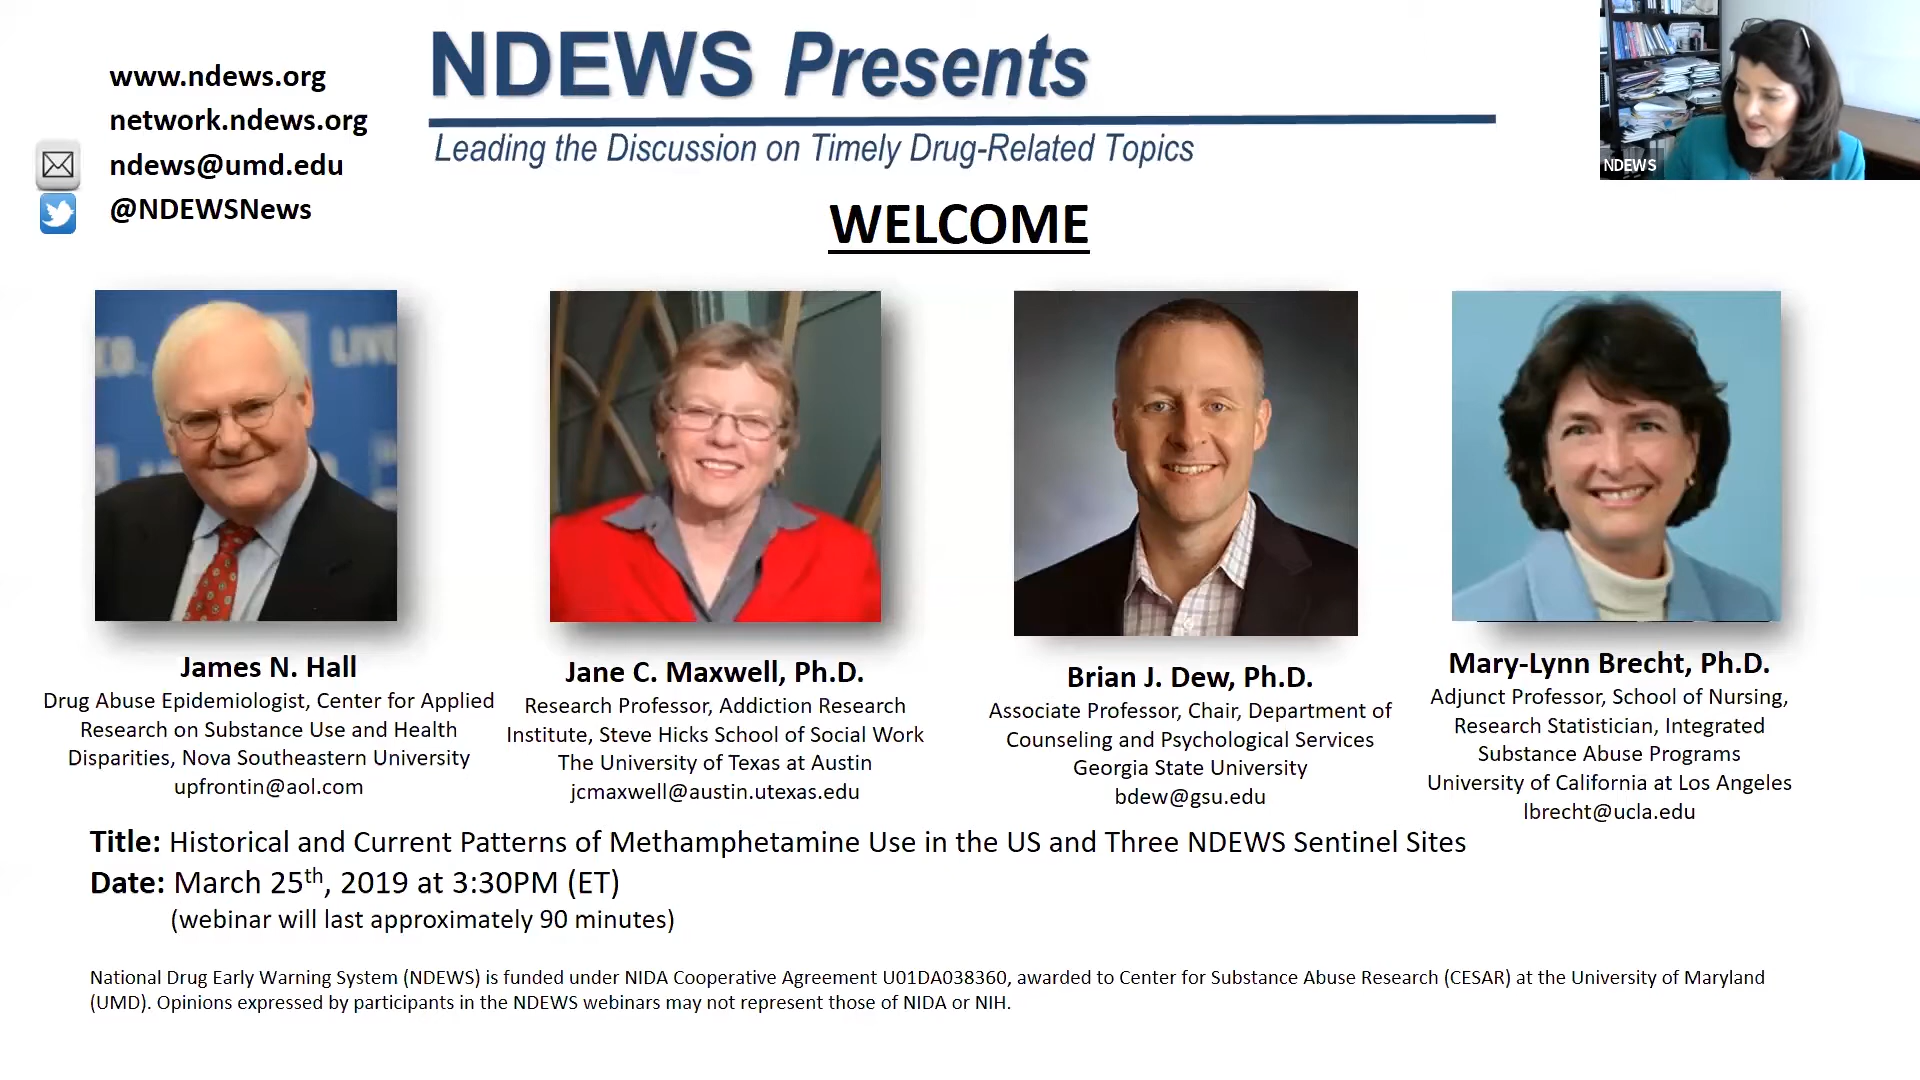 www.ndews.org
network.ndews.org
ndews@umd.edu
@NDEWSNews
NDEWS Presents
Leading the Discussion on Timely Drug-Related Topics
NDEWS
WELCOME
LIVE
James N. Hall
Drug Abuse Epidemiologist, Center for Applied
Research on Substance Use and Health
Disparities, Nova Southeastern University
upfrontin@aol.com
Jane C. Maxwell, Ph.D.
Research Professor, Addiction Research
Institute, Steve Hicks School of Social Work
The University of Texas at Austin
jcmaxwell@austin.utexas.edu
Brian J. Dew, Ph.D.
Associate Professor, Chair, Department of
Counseling and Psychological Services
Georgia State University
bdew@gsu.edu
Mary-Lynn Brecht, Ph.D.
Adjunct Professor, School of Nursing,
Research Statistician, Integrated
Substance Abuse Programs
University of California at Los Angeles
lbrecht@ucla.edu
Title: Historical and Current Patterns of Methamphetamine Use in the US and Three NDEWS Sentinel Sites
Date: March 25th, 2019 at 3:30PM (ET)
(webinar will last approximately 90 minutes)
National Drug Early Warning System (NDEWS) is funded under NIDA Cooperative Agreement U01DA038360, awarded to Center for Substance Abuse Research (CESAR) at the University of Maryland
(UMD). Opinions expressed by participants in the NDEWS webinars may not represent those of NIDA or NIH.